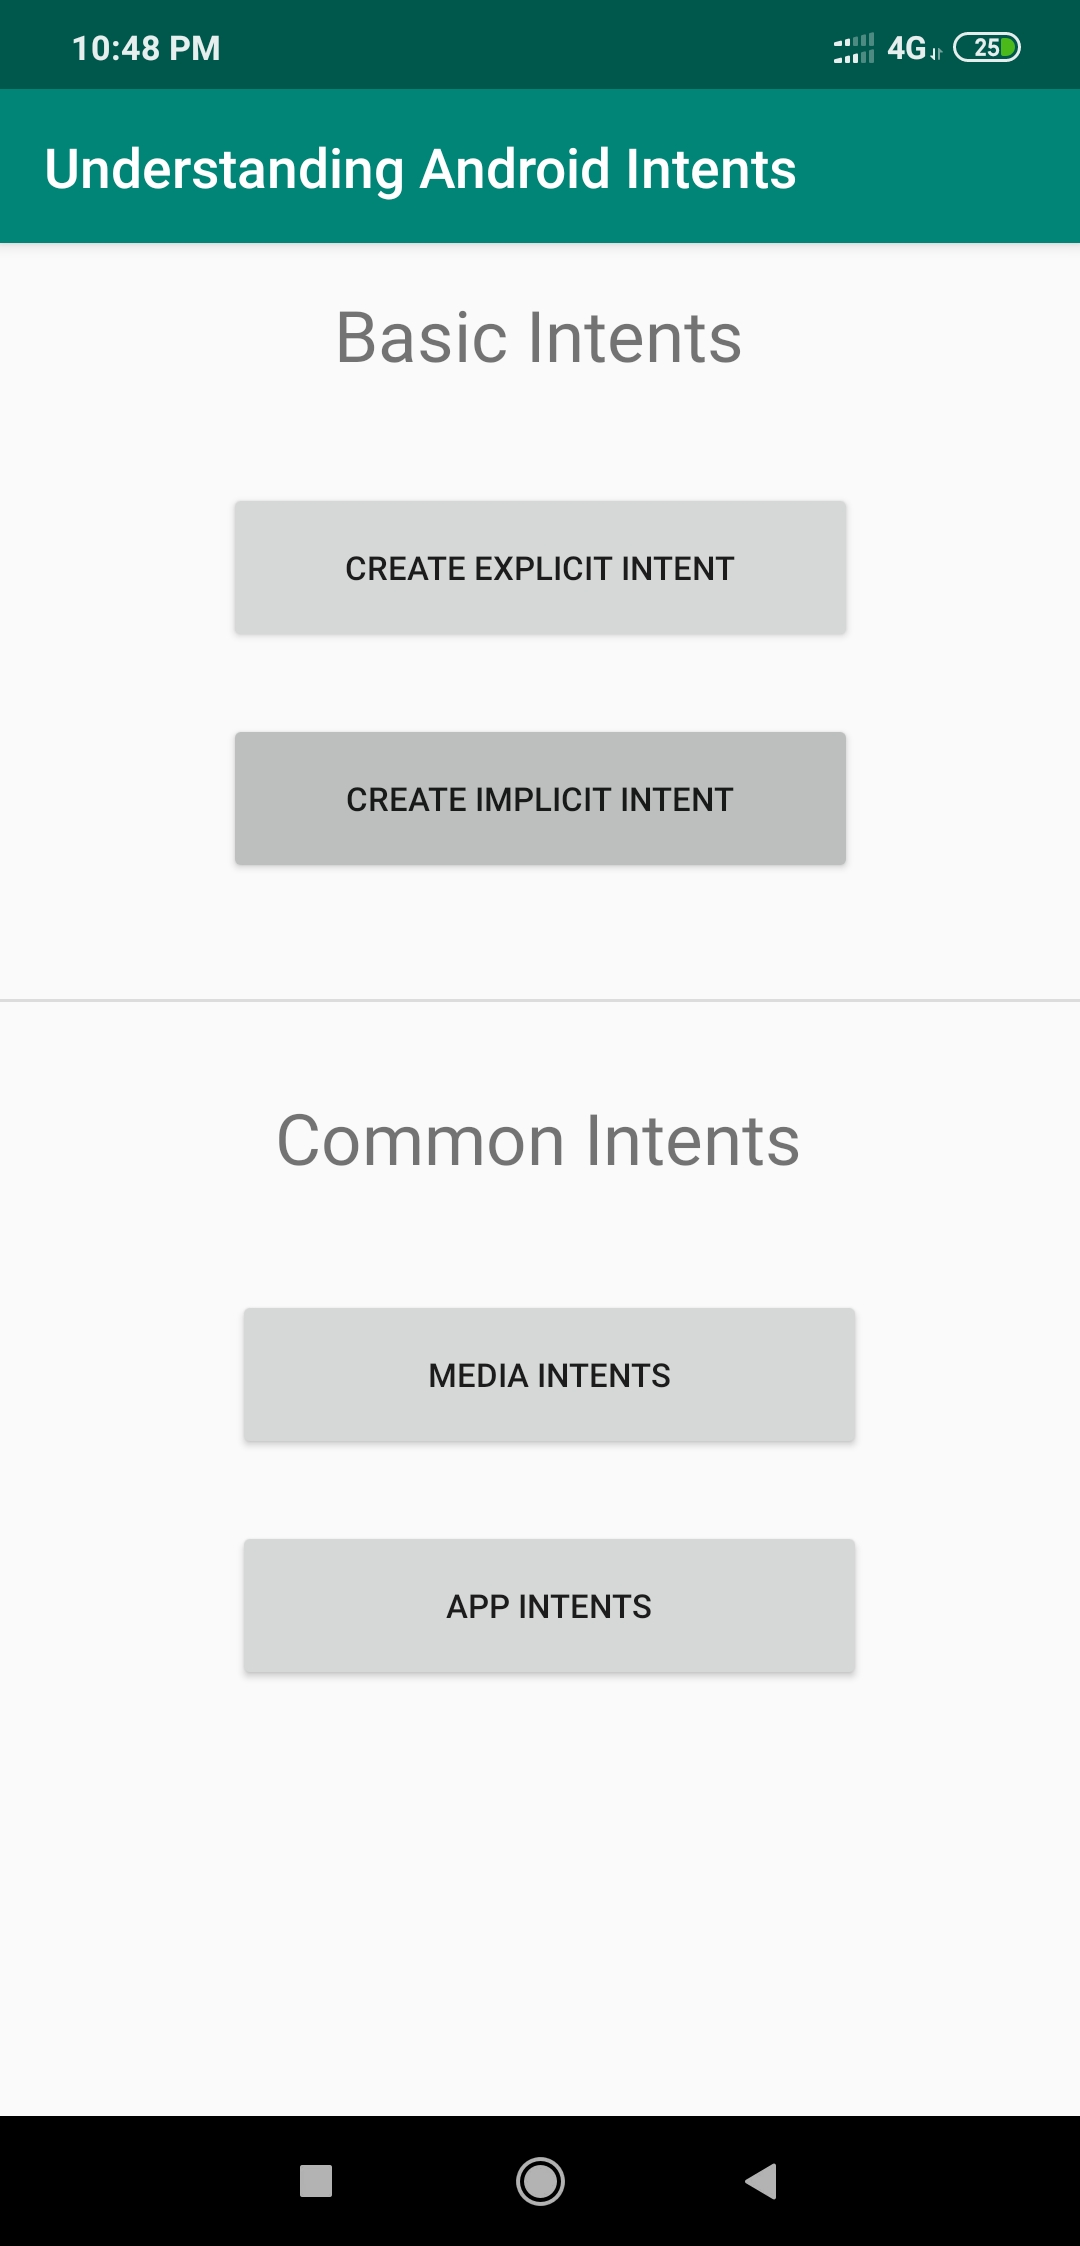 10:48 PM 4G 25
Understanding Android Intents
Basic Intents
CREATE EXPLICIT INTENT
CREATE IMPLICIT INTENT
Common Intents
MEDIA INTENTS
APP INTENTS